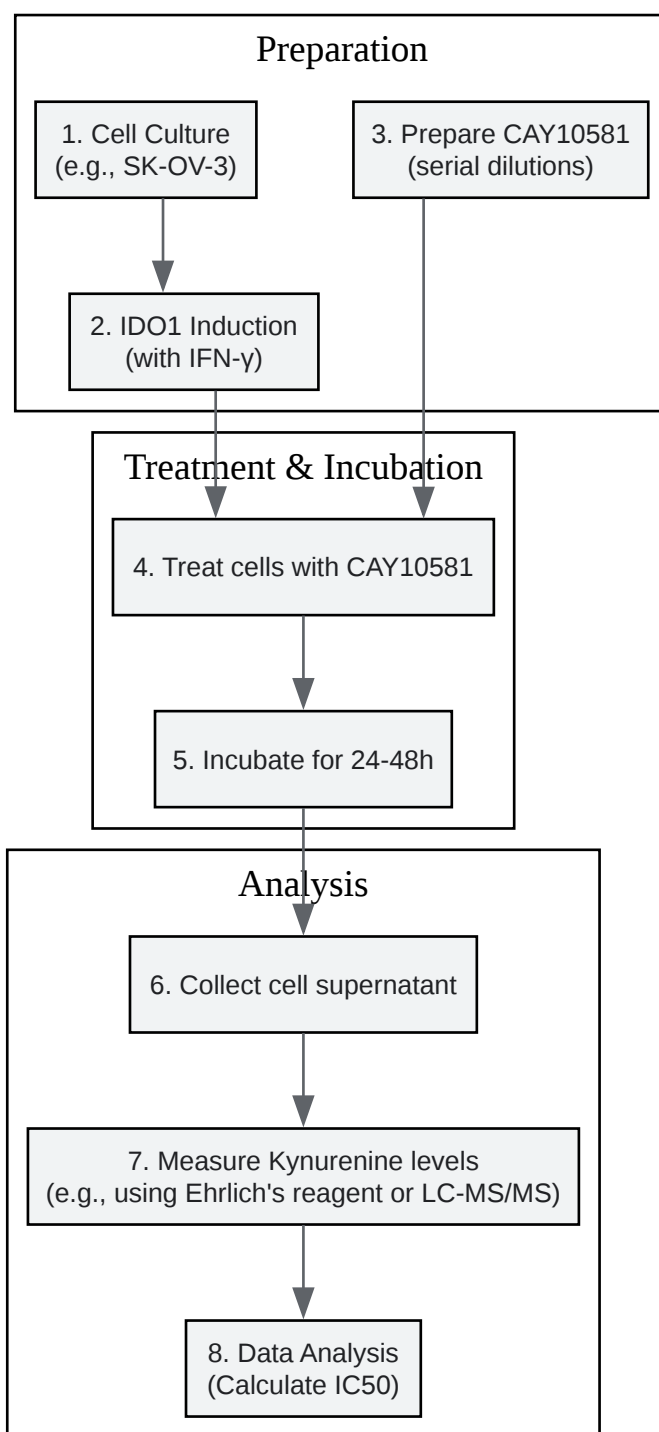 Preparation
1. Cell Culture
(e.g., SK-OV-3)
3. Prepare CAY10581
(serial dilutions)
2. IDO1 Induction
(with IFN-γ)
Treatment & Incubation
4. Treat cells with CAY10581
5. Incubate for 24-48h
Analysis
6. Collect cell supernatant
7. Measure Kynurenine levels
(e.g., using Ehrlich's reagent or LC-MS/MS)
8. Data Analysis
(Calculate IC50)